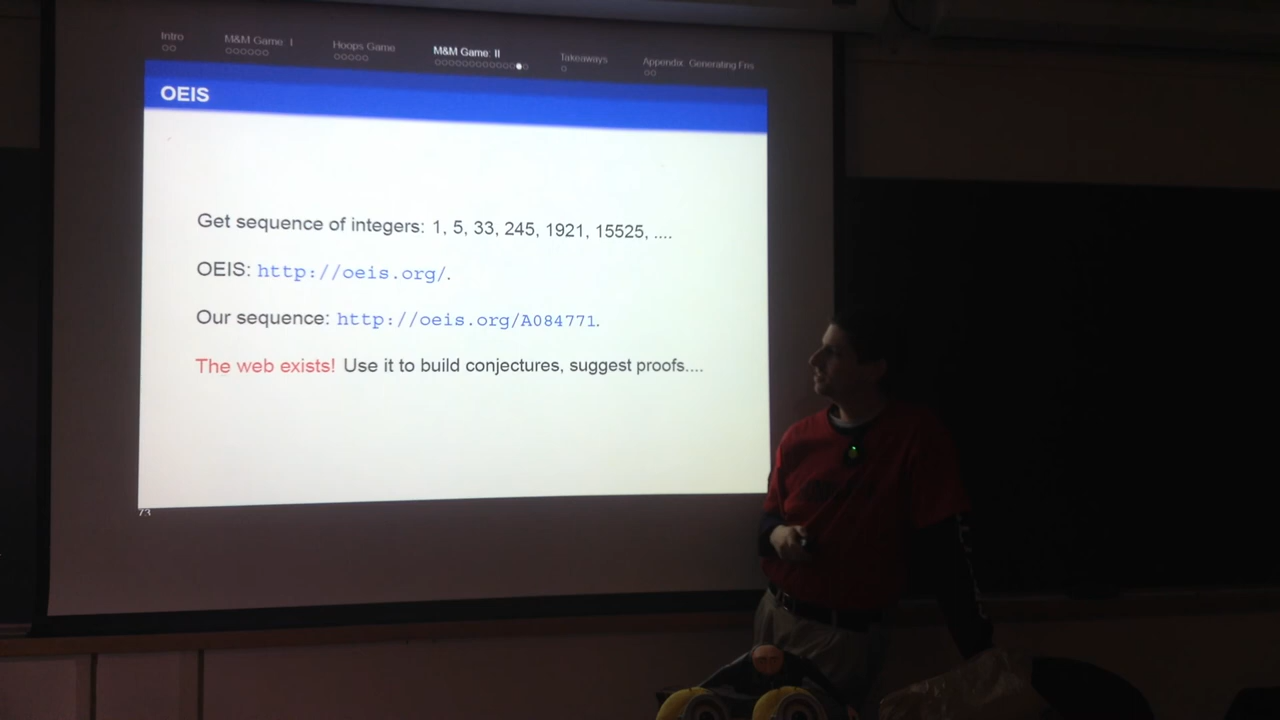 Intro
M&M Game I
Hoops Game
M&M Game: II
Takeaways
Appendix Generating Fns
OEIS
Get sequence of integers: 1, 5, 33, 245, 1921, 15525, ....
OEIS: http://oeis.org/.
Our sequence: http://oeis.org/A084771.
The web exists! Use it to build conjectures, suggest proofs....
73